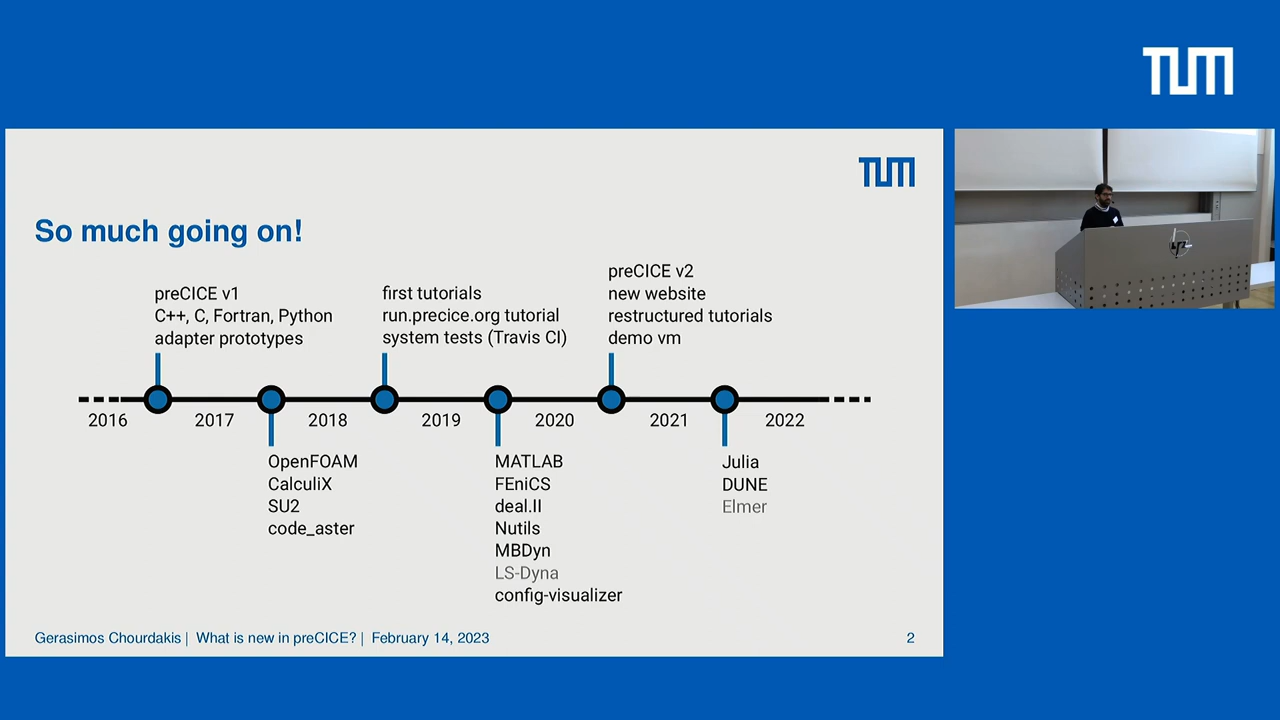 TUM
TUM
So much going on!
preCICE v1
C++, C, Fortran, Python
adapter prototypes
first tutorials
run.precice.org tutorial
system tests (Travis CI)
preCICE v2
new website
restructured tutorials
demo vm
2016
2017
2018
2019
2020
2021
2022
OpenFOAM
CalculiX
SU2
code_aster
MATLAB
FEniCS
deal.II
Nutils
MBDyn
LS-Dyna
config-visualizer
Julia
DUNE
Elmer
Gerasimos Chourdakis | What is new in preCICE? | February 14, 2023
2